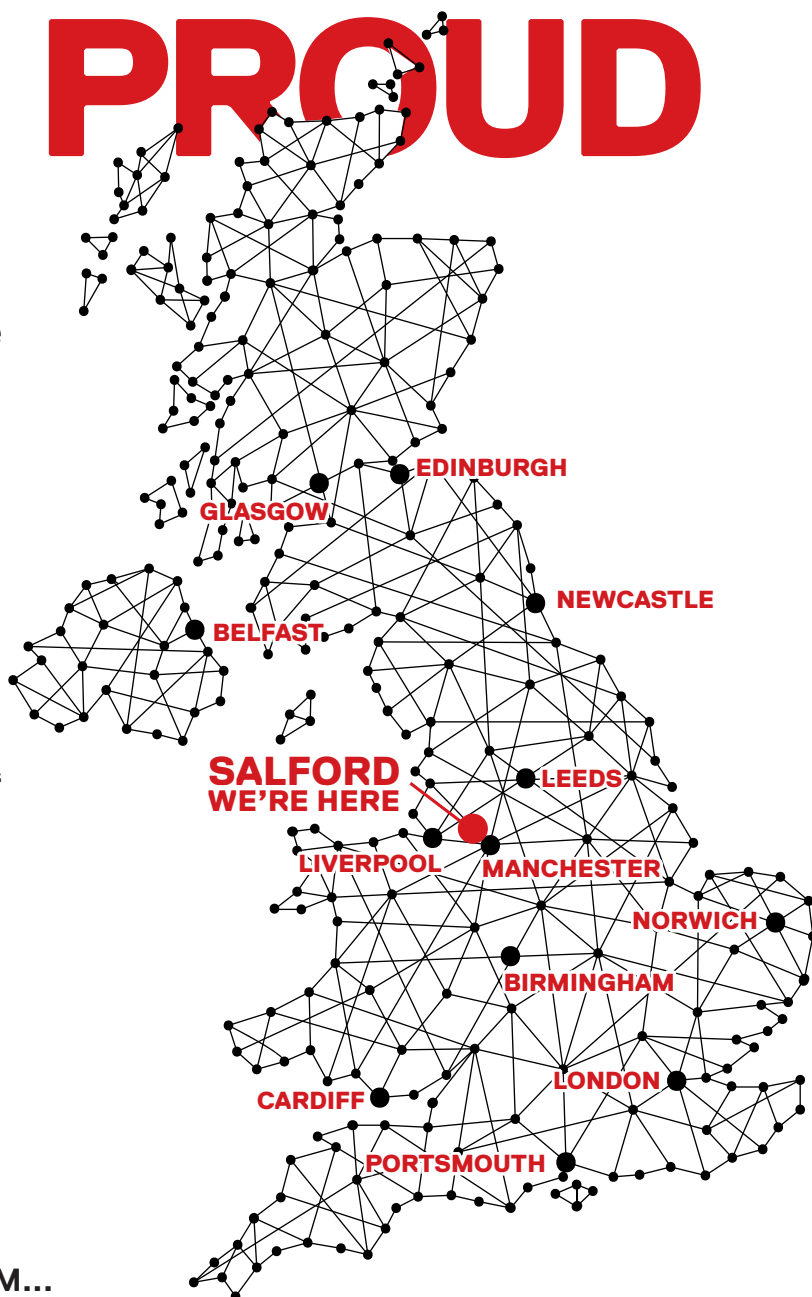 PROUD
EDINBURGH
GLASGOW
NEWCASTLE
BELFAST
SALFORD
WE'RE HERE
LEEDS
LIVERPOOL
MANCHESTER
NORWICH
BIRMINGHAM
LONDON
CARDIFF
PORTSMOUTH
M...